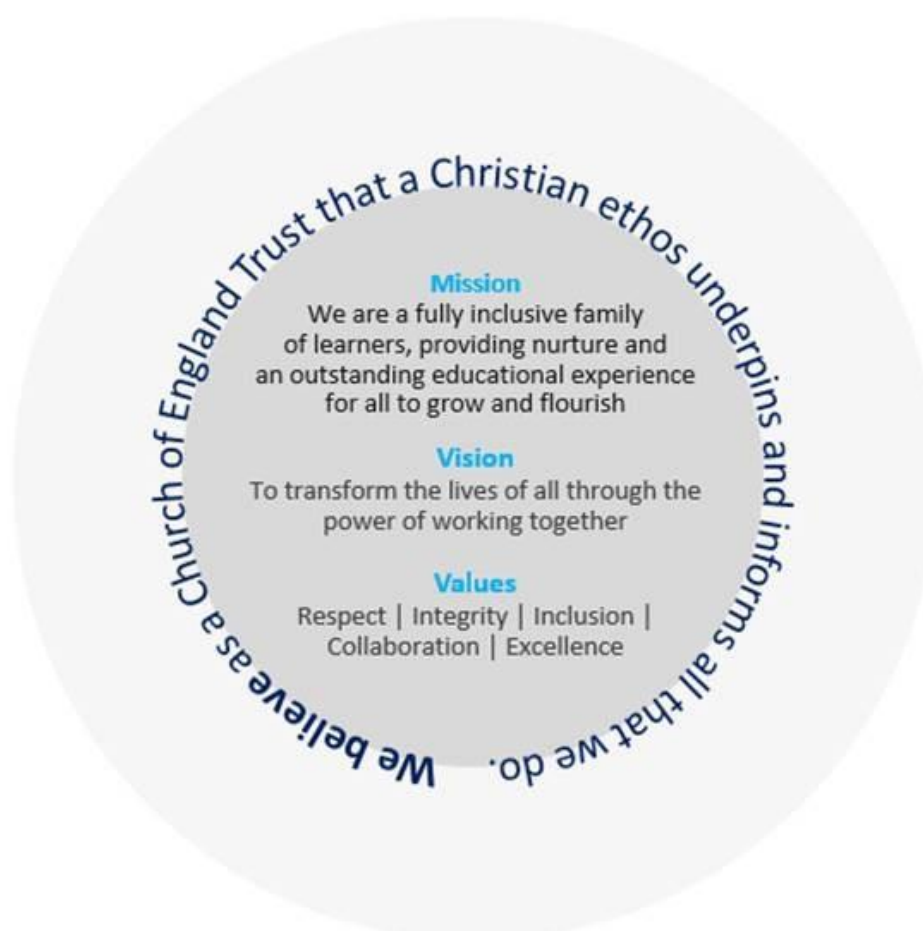 We believe as a Church of England Trust that a Christian ethos underpins and informs all that we do.
Mission
We are a fully inclusive family
of learners, providing nurture and
an outstanding educational experience
for all to grow and flourish
Vision
To transform the lives of all through the
power of working together
Values
Respect | Integrity | Inclusion |
Collaboration | Excellence